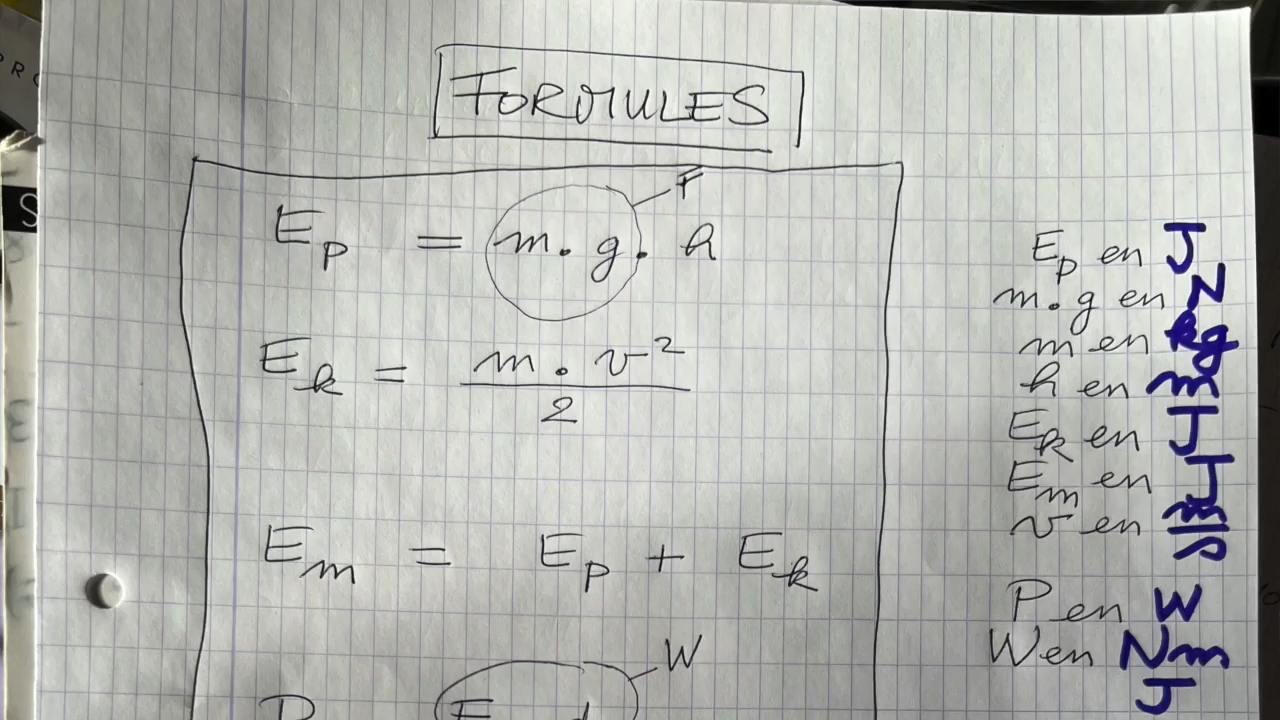 FORMULES
F
Ep = m.g.h
Ek = m.v²
2
Em = Ep + Ek
W
Ep en J
m.g en N
m en kg
h en m
Ek en J
Em en J
v en m/s
P en W
W en Nm
J